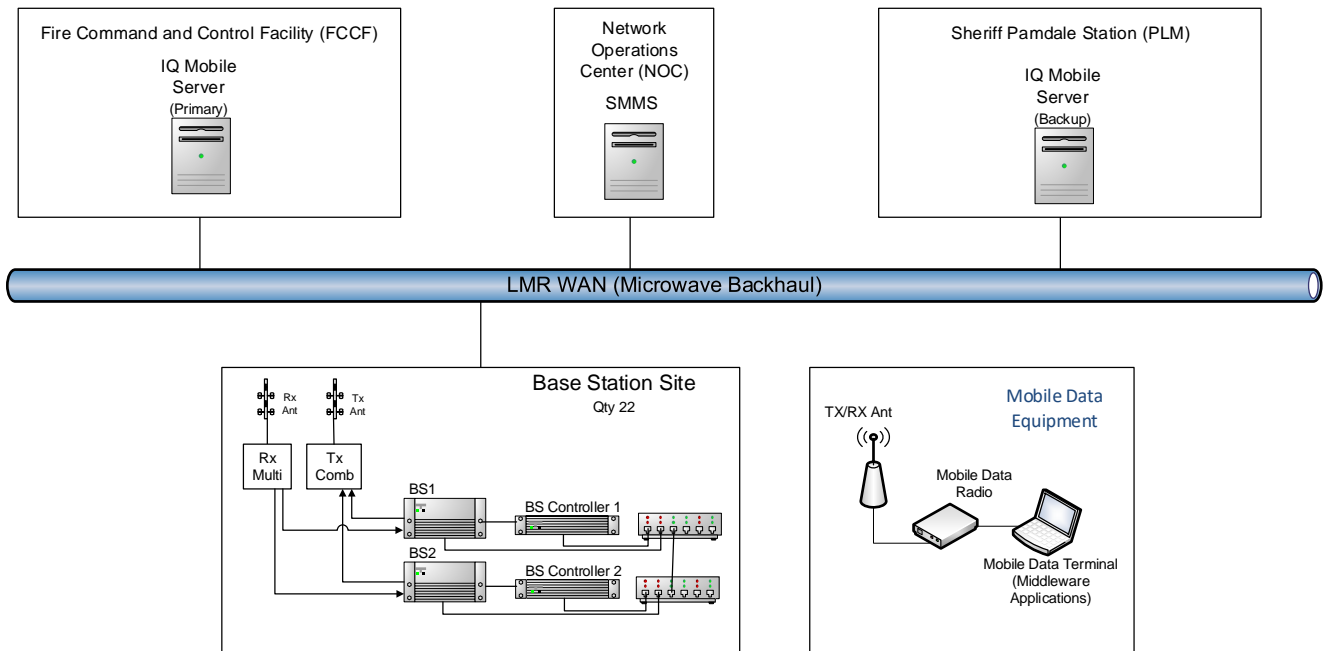 Fire Command and Control Facility (FCCF)
IQ Mobile
Server
(Primary)
Network
Operations
Center (NOC)
SMMS
Sheriff Pamdale Station (PLM)
IQ Mobile
Server
(Backup)
LMR WAN (Microwave Backhaul)
Base Station Site
Qty 22
Rx
Ant
Tx
Ant
Rx
Multi
Tx
Comb
BS1
BS Controller 1
BS2
BS Controller 2
Mobile Data
Equipment
TX/RX Ant
Mobile Data
Radio
Mobile Data Terminal
(Middleware
Applications)